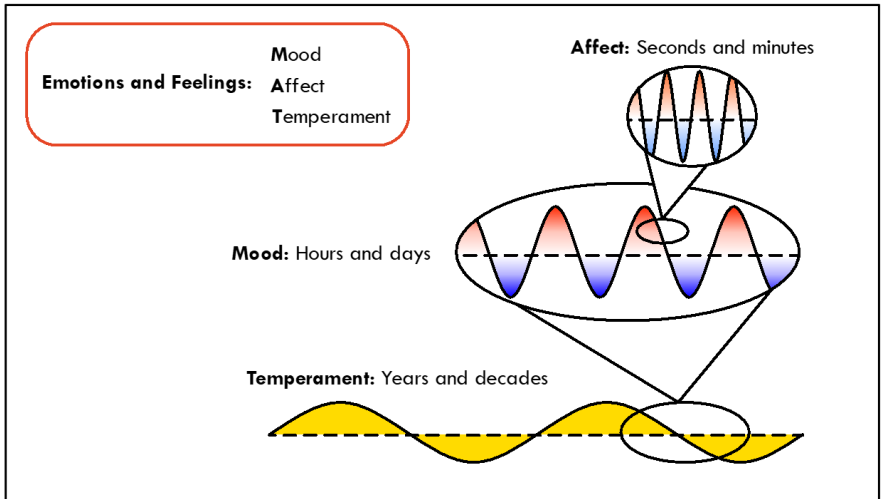 Emotions and Feelings:
Mood
Affect
Temperament
Affect: Seconds and minutes
Mood: Hours and days
Temperament: Years and decades